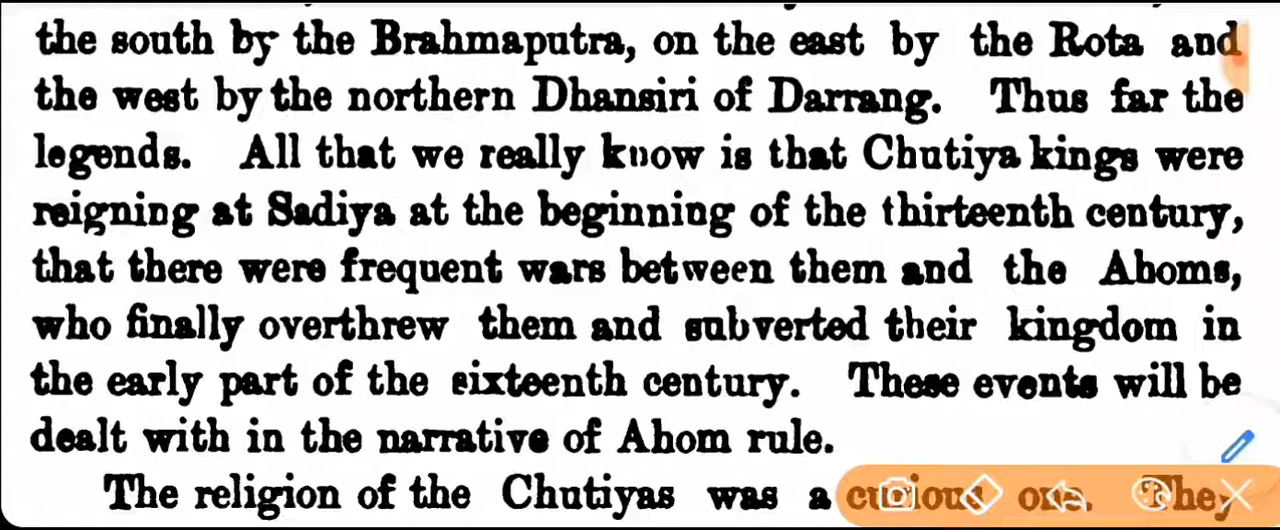 the south by the Brahmaputra, on the east by the Rota and
the west by the northern Dhansiri of Darrang. Thus far the
legends. All that we really know is that Chutiya kings were
reigning at Sadiya at the beginning of the thirteenth century,
that there were frequent wars between them and the Ahoms,
who finally overthrew them and subverted their kingdom in
the early part of the sixteenth century. These events will be
dealt with in the narrative of Ahom rule.
The religion of the Chutiyas was a curious one. They